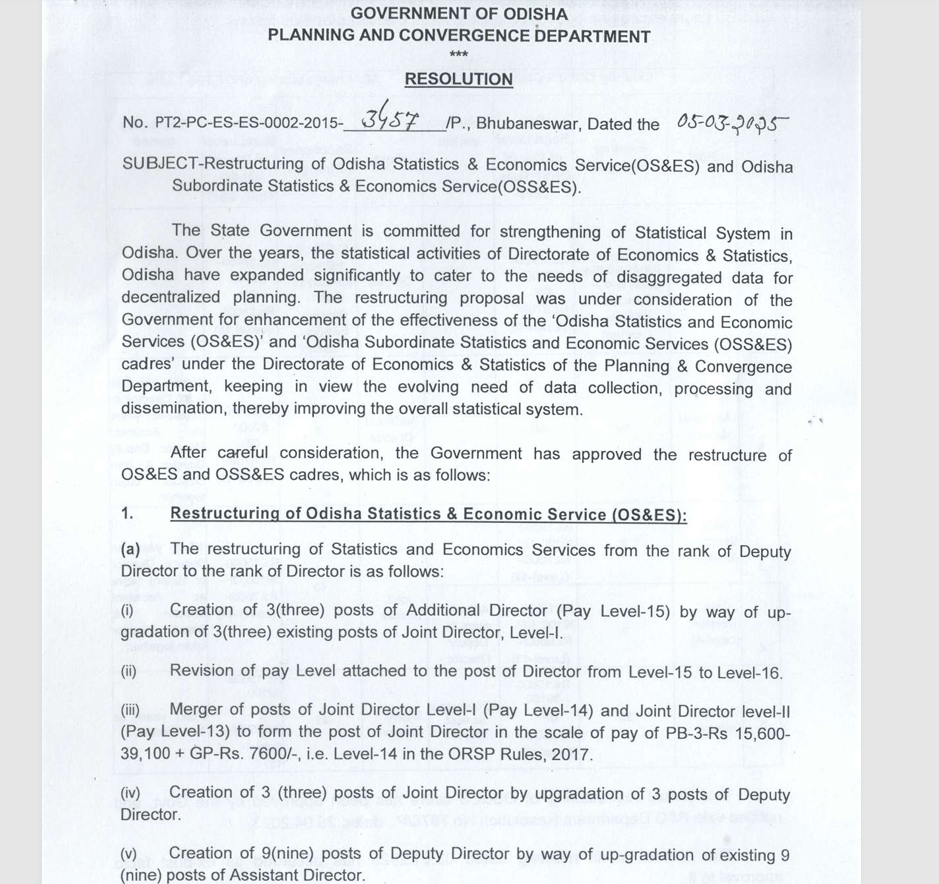 GOVERNMENT OF ODISHA
PLANNING AND CONVERGENCE DEPARTMENT
***
RESOLUTION
No. PT2-PC-ES-ES-0002-2015- 3457 /P., Bhubaneswar, Dated the 05-03-2025
SUBJECT-Restructuring of Odisha Statistics & Economics Service(OS&ES) and Odisha
Subordinate Statistics & Economics Service(OSS&ES).
The State Government is committed for strengthening of Statistical System in
Odisha. Over the years, the statistical activities of Directorate of Economics & Statistics,
Odisha have expanded significantly to cater to the needs of disaggregated data for
decentralized planning. The restructuring proposal was under consideration of the
Government for enhancement of the effectiveness of the 'Odisha Statistics and Economic
Services (OS&ES)' and 'Odisha Subordinate Statistics and Economic Services (OSS&ES)
cadres' under the Directorate of Economics & Statistics of the Planning & Convergence
Department, keeping in view the evolving need of data collection, processing and
dissemination, thereby improving the overall statistical system.
After careful consideration, the Government has approved the restructure of
OS&ES and OSS&ES cadres, which is as follows:
1. Restructuring of Odisha Statistics & Economic Service (OS&ES):
(a) The restructuring of Statistics and Economics Services from the rank of Deputy
Director to the rank of Director is as follows:
(i) Creation of 3(three) posts of Additional Director (Pay Level-15) by way of up-
gradation of 3(three) existing posts of Joint Director, Level-I.
(ii) Revision of pay Level attached to the post of Director from Level-15 to Level-16.
(iii) Merger of posts of Joint Director Level-I (Pay Level-14) and Joint Director level-II
(Pay Level-13) to form the post of Joint Director in the scale of pay of PB-3-Rs 15,600-
39,100 + GP-Rs. 7600/-, i.e. Level-14 in the ORSP Rules, 2017.
(iv) Creation of 3 (three) posts of Joint Director by upgradation of 3 posts of Deputy
Director.
(v) Creation of 9(nine) posts of Deputy Director by way of up-gradation of existing 9
(nine) posts of Assistant Director.